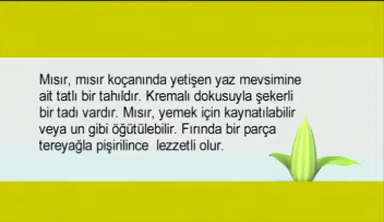 Mısır, mısır koçanında yetişen yaz mevsimine
ait tatlı bir tahıldır. Kremalı dokusuyla şekerli
bir tadı vardır. Mısır, yemek için kaynatılabilir
veya un gibi öğütülebilir. Fırında bir parça
tereyağla pişirilince lezzetli olur.